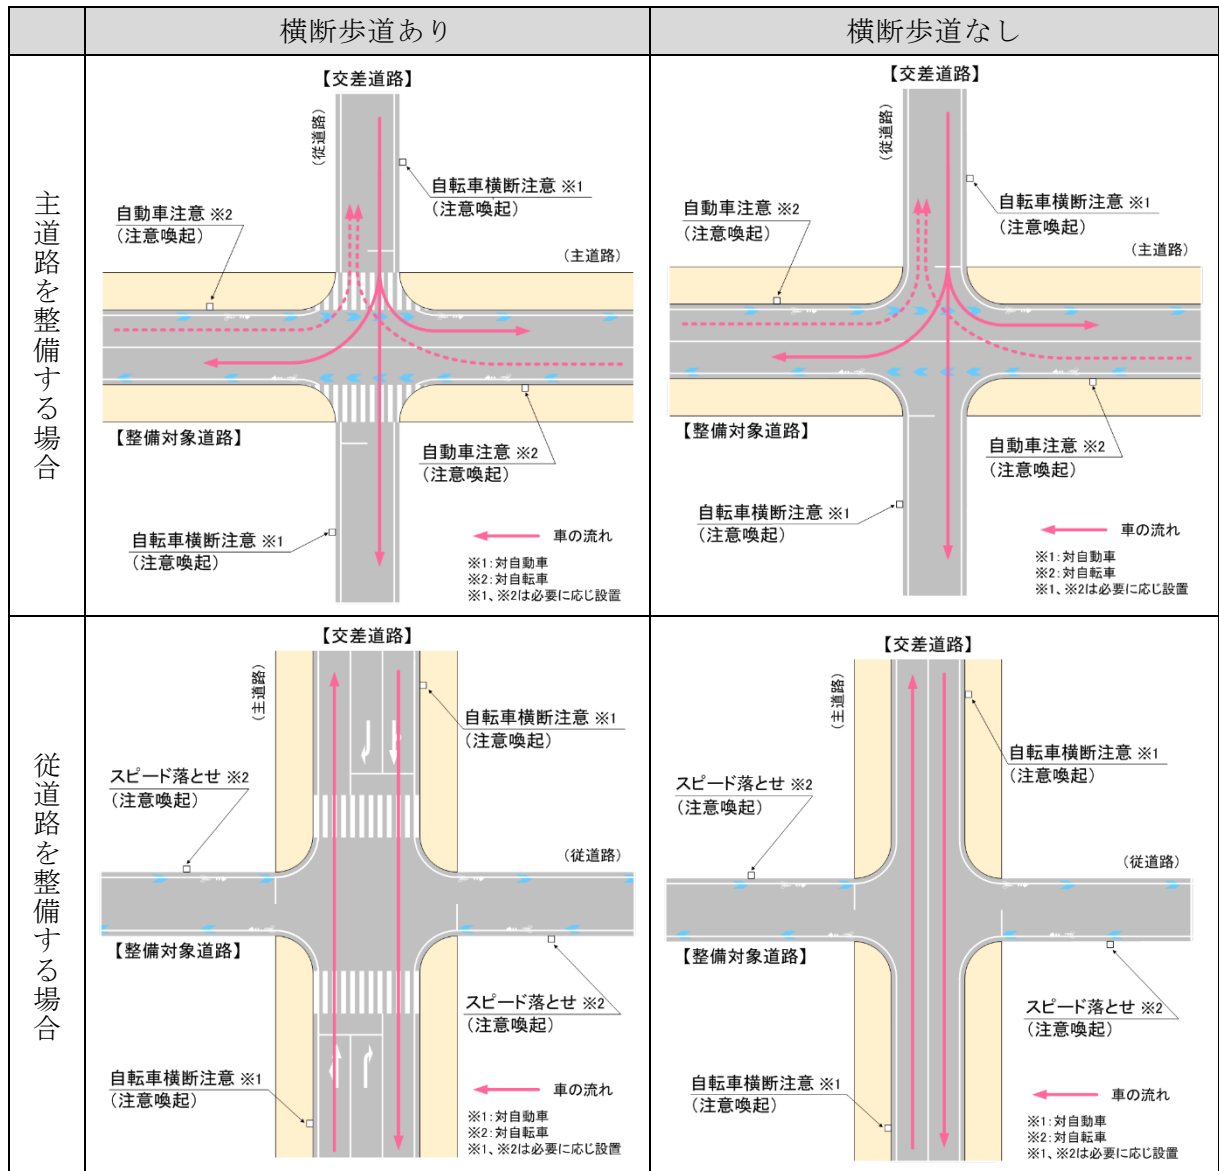 横断歩道あり
横断歩道なし
主道路を整備する場合
【交差道路】
(従道路)
自転車横断注意 ※1
(注意喚起)
自動車注意 ※2
(注意喚起)
(主道路)
【整備対象道路】
自動車注意 ※2
(注意喚起)
自転車横断注意 ※1
(注意喚起)
車の流れ
※1:対自動車
※2:対自転車
※1、※2は必要に応じ設置
【交差道路】
(従道路)
自転車横断注意 ※1
(注意喚起)
自動車注意 ※2
(注意喚起)
(主道路)
【整備対象道路】
自動車注意 ※2
(注意喚起)
自転車横断注意 ※1
(注意喚起)
車の流れ
※1:対自動車
※2:対自転車
※1、※2は必要に応じ設置
従道路を整備する場合
【交差道路】
(主道路)
自転車横断注意 ※1
(注意喚起)
スピード落とせ ※2
(注意喚起)
(従道路)
【整備対象道路】
スピード落とせ ※2
(注意喚起)
自転車横断注意 ※1
(注意喚起)
車の流れ
※1:対自動車
※2:対自転車
※1、※2は必要に応じ設置
【交差道路】
(主道路)
自転車横断注意 ※1
(注意喚起)
スピード落とせ ※2
(注意喚起)
(従道路)
【整備対象道路】
スピード落とせ ※2
(注意喚起)
自転車横断注意 ※1
(注意喚起)
車の流れ
※1:対自動車
※2:対自転車
※1、※2は必要に応じ設置